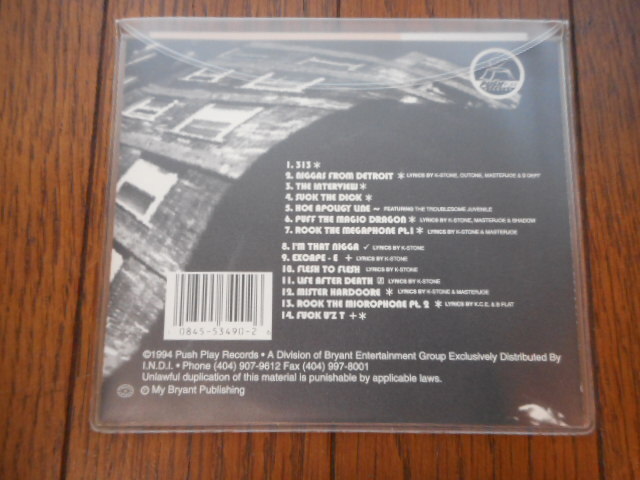 1. 313 *
2. NIGGAS FROM DETROIT * LYRICS BY K-STONE, OUTONE, MASTERJOE & D DEPT
3. THE INTERVIEW *
4. SUCK THE DICK *
5. HOE APOLIGY LINE ~ FEATURING THE TROUBLESOME JUVENILE
6. PUFF THE MAGIC DRAGON * LYRICS BY K-STONE, MASTERJOE & SHADOW
7. ROCK THE MEGAPHONE PT.1 * LYRICS BY K-STONE & MASTERJOE
8. I'M THAT NIGGA ✓ LYRICS BY K-STONE
9. EXCAPE - E + LYRICS BY K-STONE
10. FLESH TO FLESH LYRICS BY K-STONE
11. LIFE AFTER DEATH LYRICS BY K-STONE
12. MISTER HARDCORE * LYRICS BY K-STONE & MASTERJOE
13. ROCK THE MICROPHONE PT. 2 * LYRICS BY K.C.E. & B FLAT
14. FUCK U'Z T +*
0845-53490-2 6
©1994 Push Play Records • A Division of Bryant Entertainment Group Exclusively Distributed By
I.N.D.I. • Phone (404) 907-9612 Fax (404) 997-8001
Unlawful duplication of this material is punishable by applicable laws.
© My Bryant Publishing